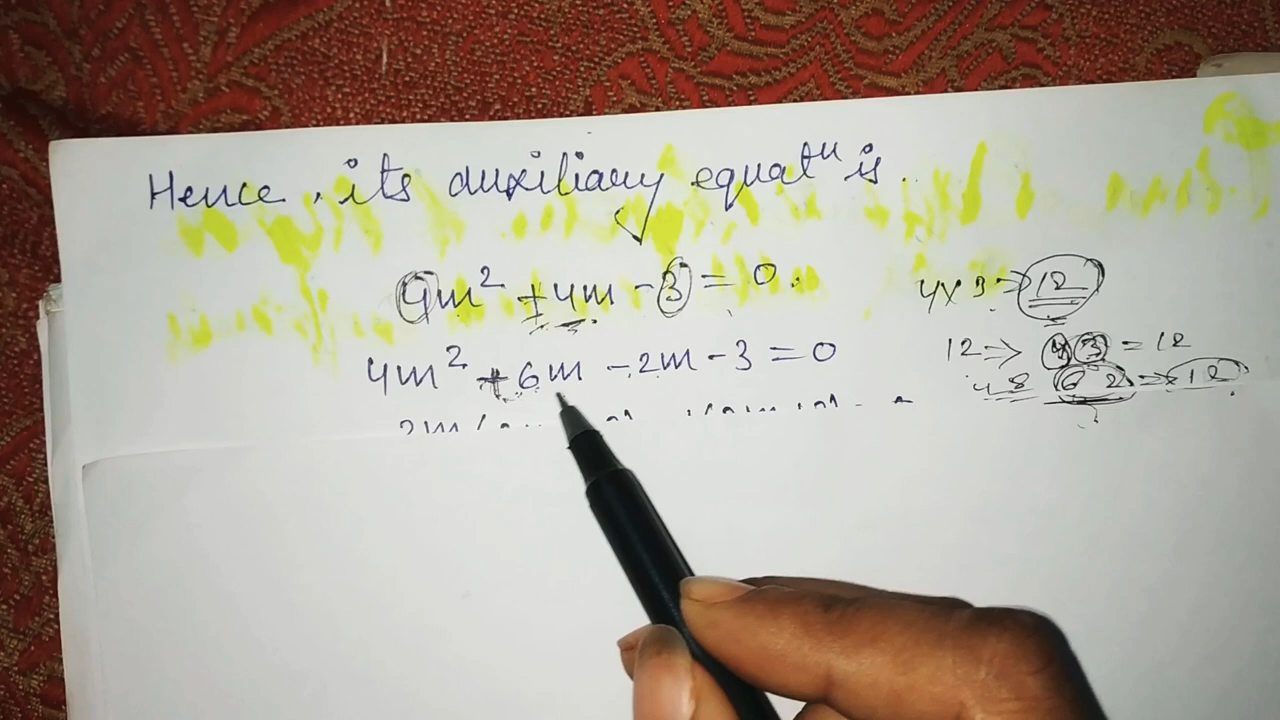 Hence, its auxiliary equatⁿ is.
4m² + 4m - 3 = 0.
4m² + 6m - 2m - 3 = 0
4 × 3 → 12
12 => 4 3 = 12
6 2 => 12